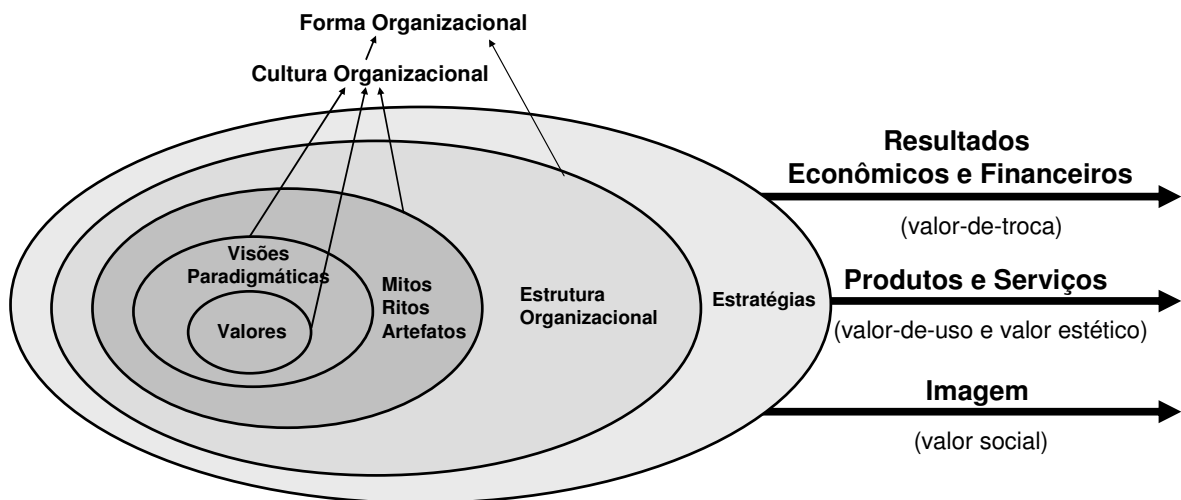 Forma Organizacional
Cultura Organizacional
Resultados
Econômicos e Financeiros
(valor-de-troca)
Visões
Paradigmáticas
Valores
Mitos
Ritos
Artefatos
Estrutura
Organizacional
Estratégias
Produtos e Serviços
(valor-de-uso e valor estético)
Imagem
(valor social)